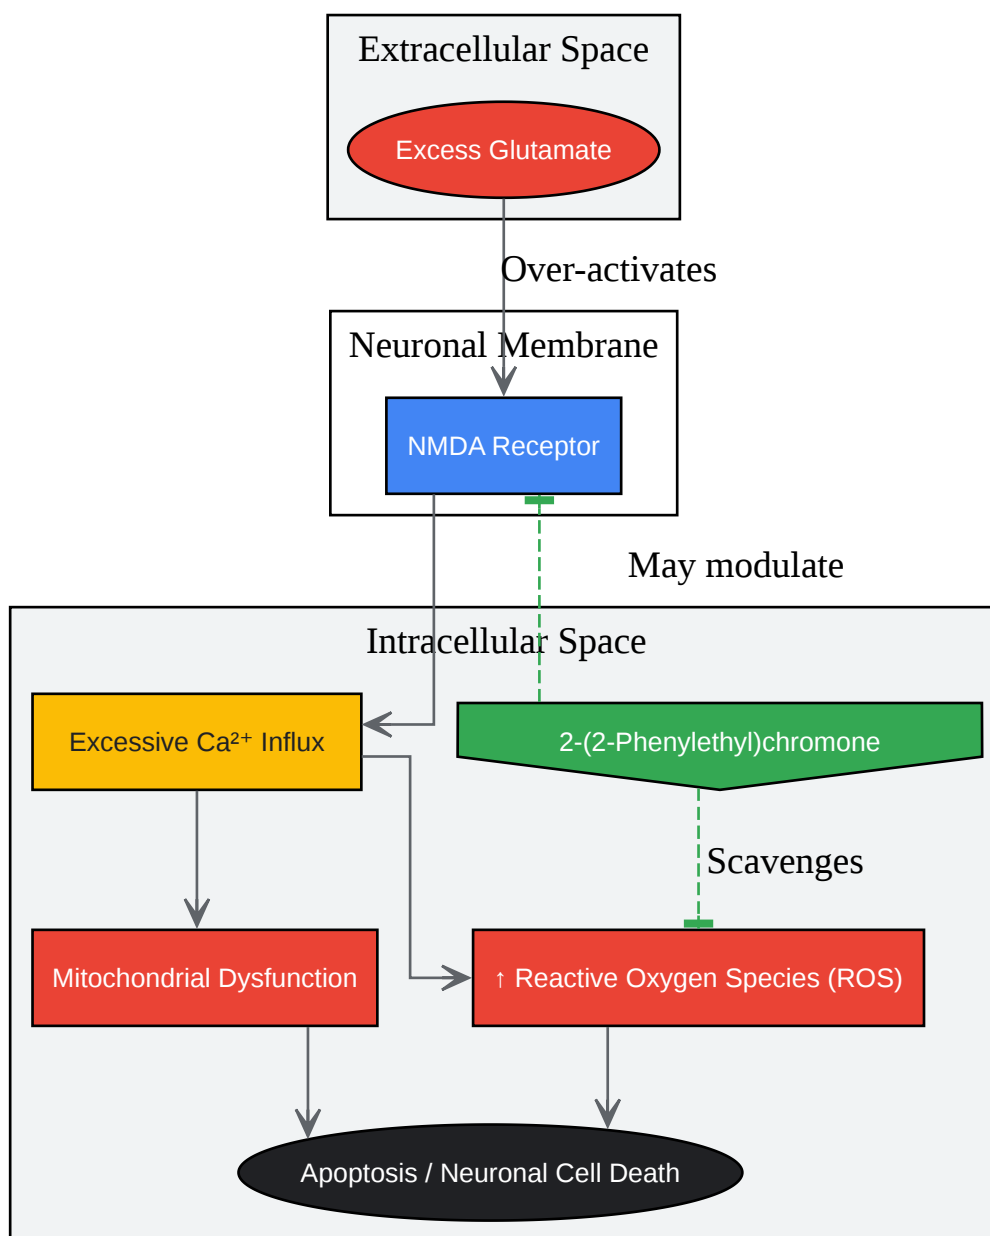 Extracellular Space
Excess Glutamate
Over-activates
Neuronal Membrane
NMDA Receptor
May modulate
Intracellular Space
Excessive Ca²⁺ Influx
2-(2-Phenylethyl)chromone
Scavenges
Mitochondrial Dysfunction
↑ Reactive Oxygen Species (ROS)
Apoptosis / Neuronal Cell Death